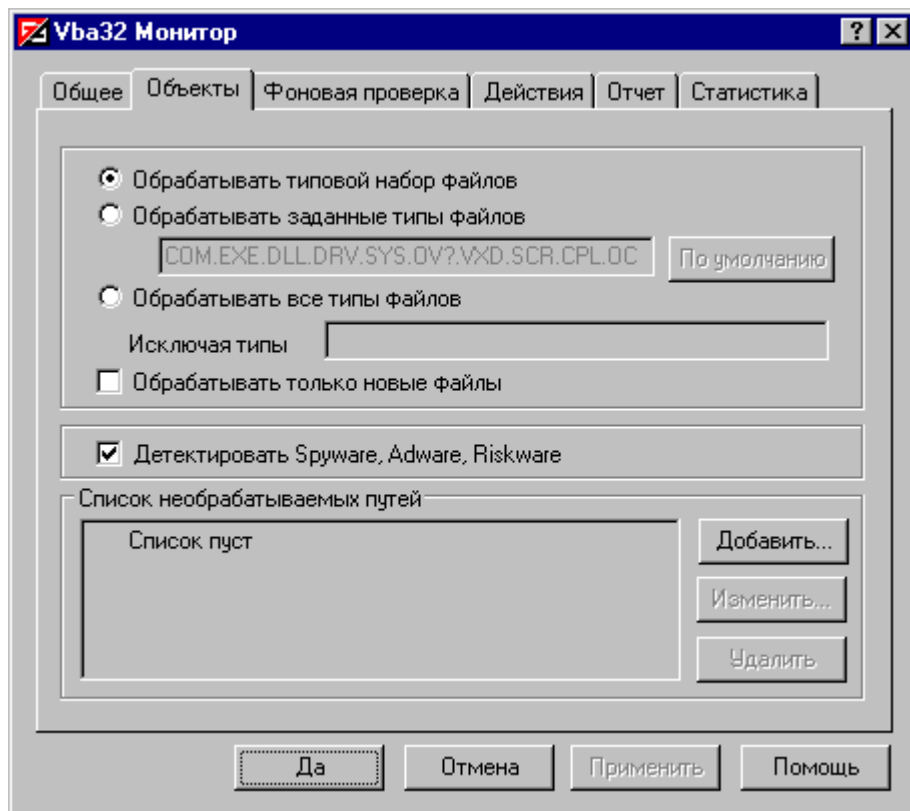 Vba32 Монитор
Общее Объекты Фоновая проверка Действия Отчет Статистика
Обрабатывать типовой набор файлов
Обрабатывать заданные типы файлов
COM.EXE.DLL.DRV.SYS.OV?.VXD.SCR.CPL.OC По умолчанию
Обрабатывать все типы файлов
Исключая типы
Обрабатывать только новые файлы
Детектировать Spyware, Adware, Riskware
Список необрабатываемых путей
Список пуст Добавить...
Изменить...
Удалить
Да Отмена Применить Помощь